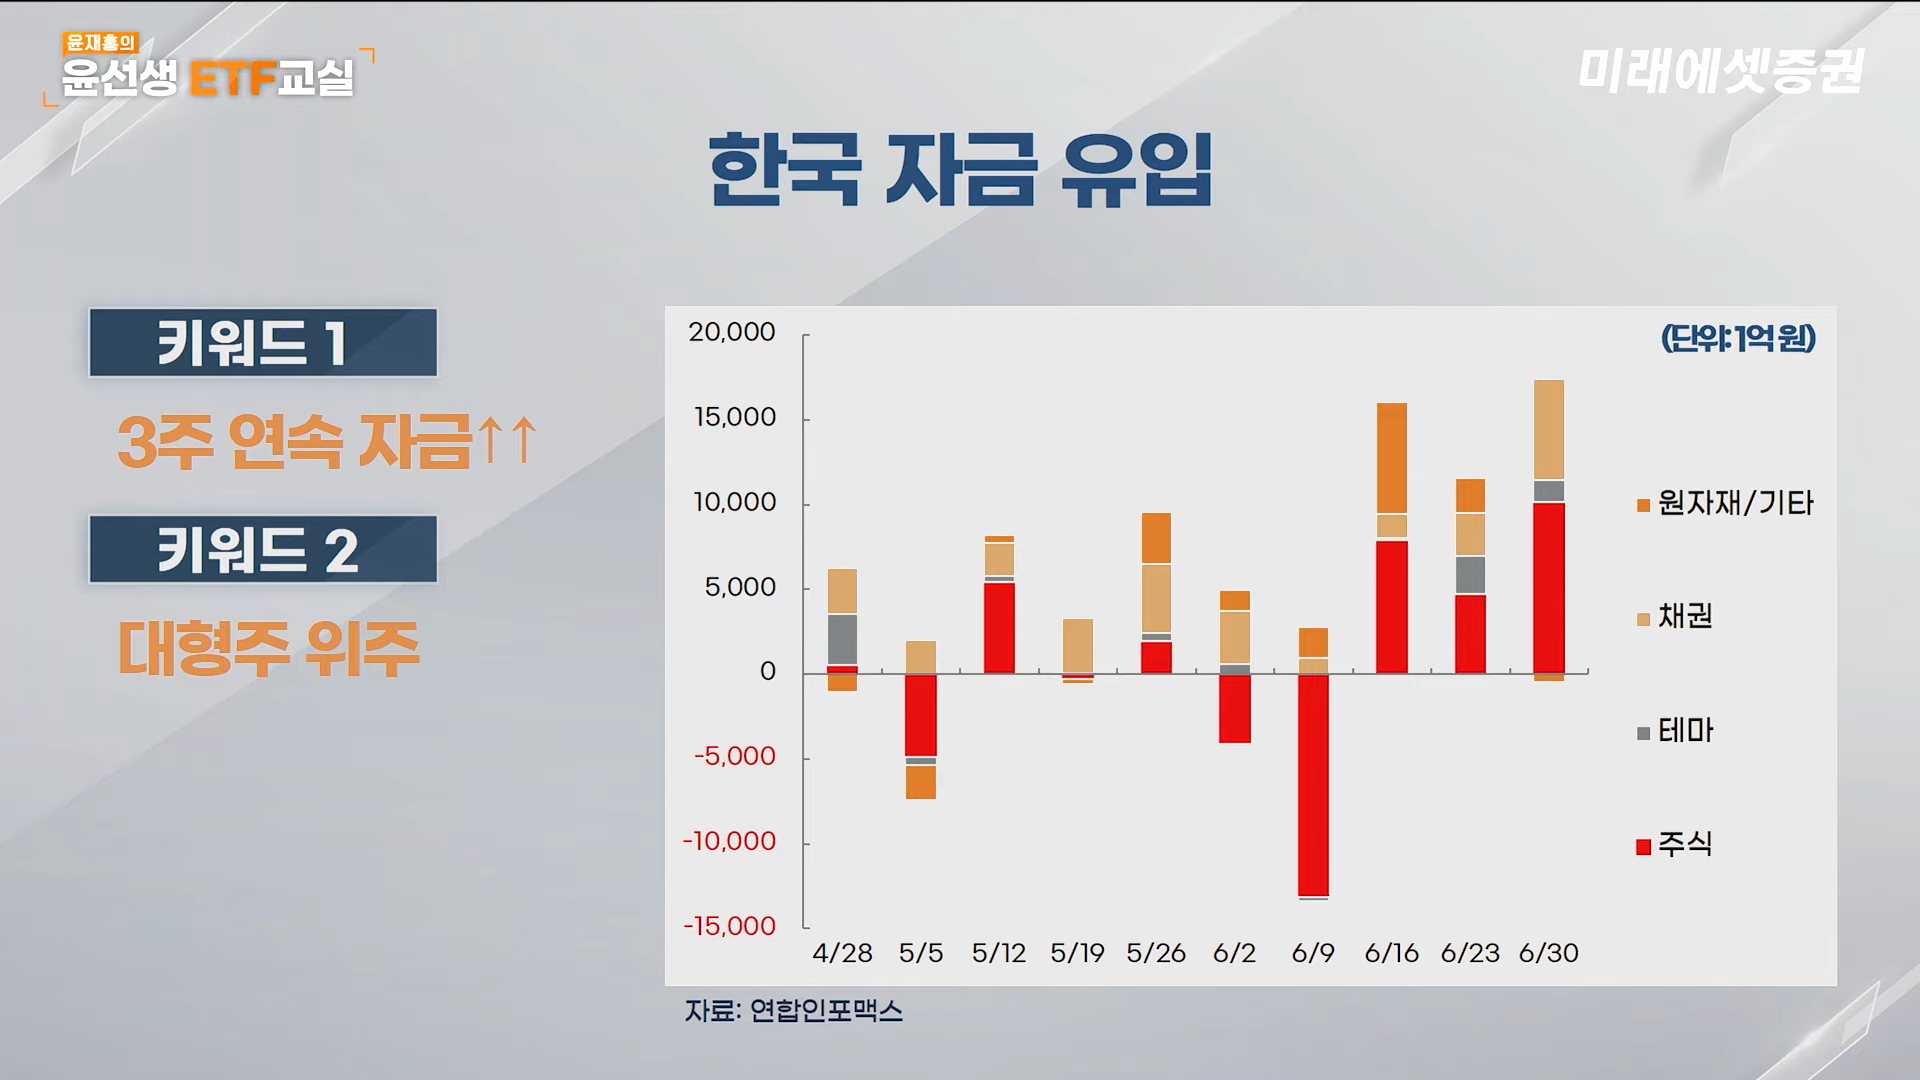 윤재홍의
윤선생 ETF교실
미래에셋증권
한국 자금 유입
키워드 1
3주 연속 자금↑↑
키워드 2
대형주 위주
(단위:1억 원)
20,000
15,000
10,000
5,000
0
-5,000
-10,000
-15,000
4/28 5/5 5/12 5/19 5/26 6/2 6/9 6/16 6/23 6/30
원자재/기타
채권
테마
주식
자료: 연합인포맥스